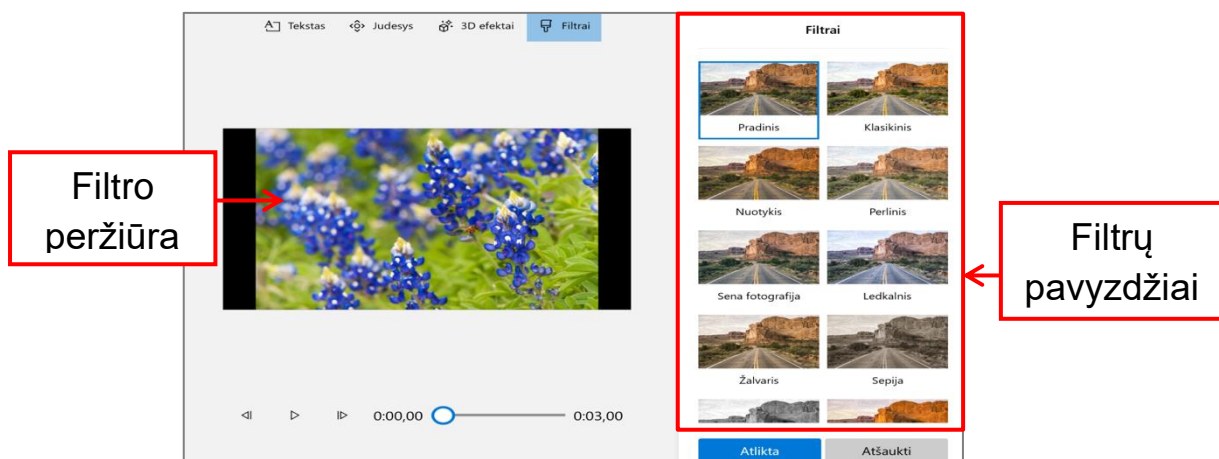 Tekstas Judesys 3D efektai Filtrai
Filtrai
Pradinis Klasikinis
Filtro
peržiūra
Nuotykis Perlinis
Filtrų
pavyzdžiai
Sena fotografija Ledkalnis
Žalvaris Sepija
0:00,00 0:03,00
Atlikta Atšaukti